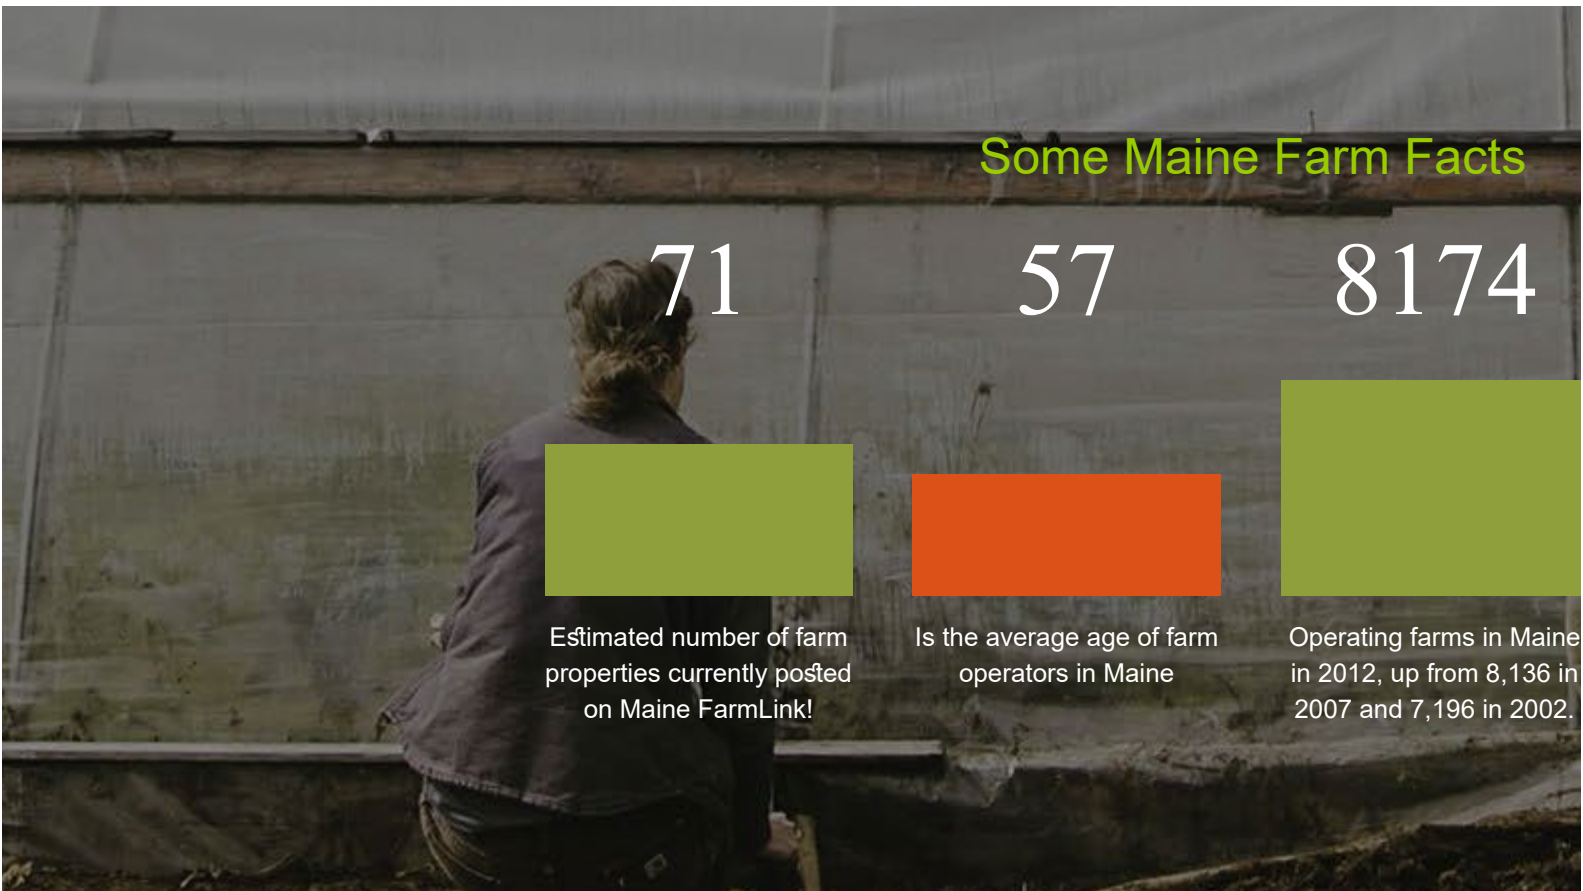 Some Maine Farm Facts
71
57
8174
Estimated number of farm
properties currently posted
on Maine FarmLink!
Is the average age of farm
operators in Maine
Operating farms in Maine
in 2012, up from 8,136 in
2007 and 7,196 in 2002.